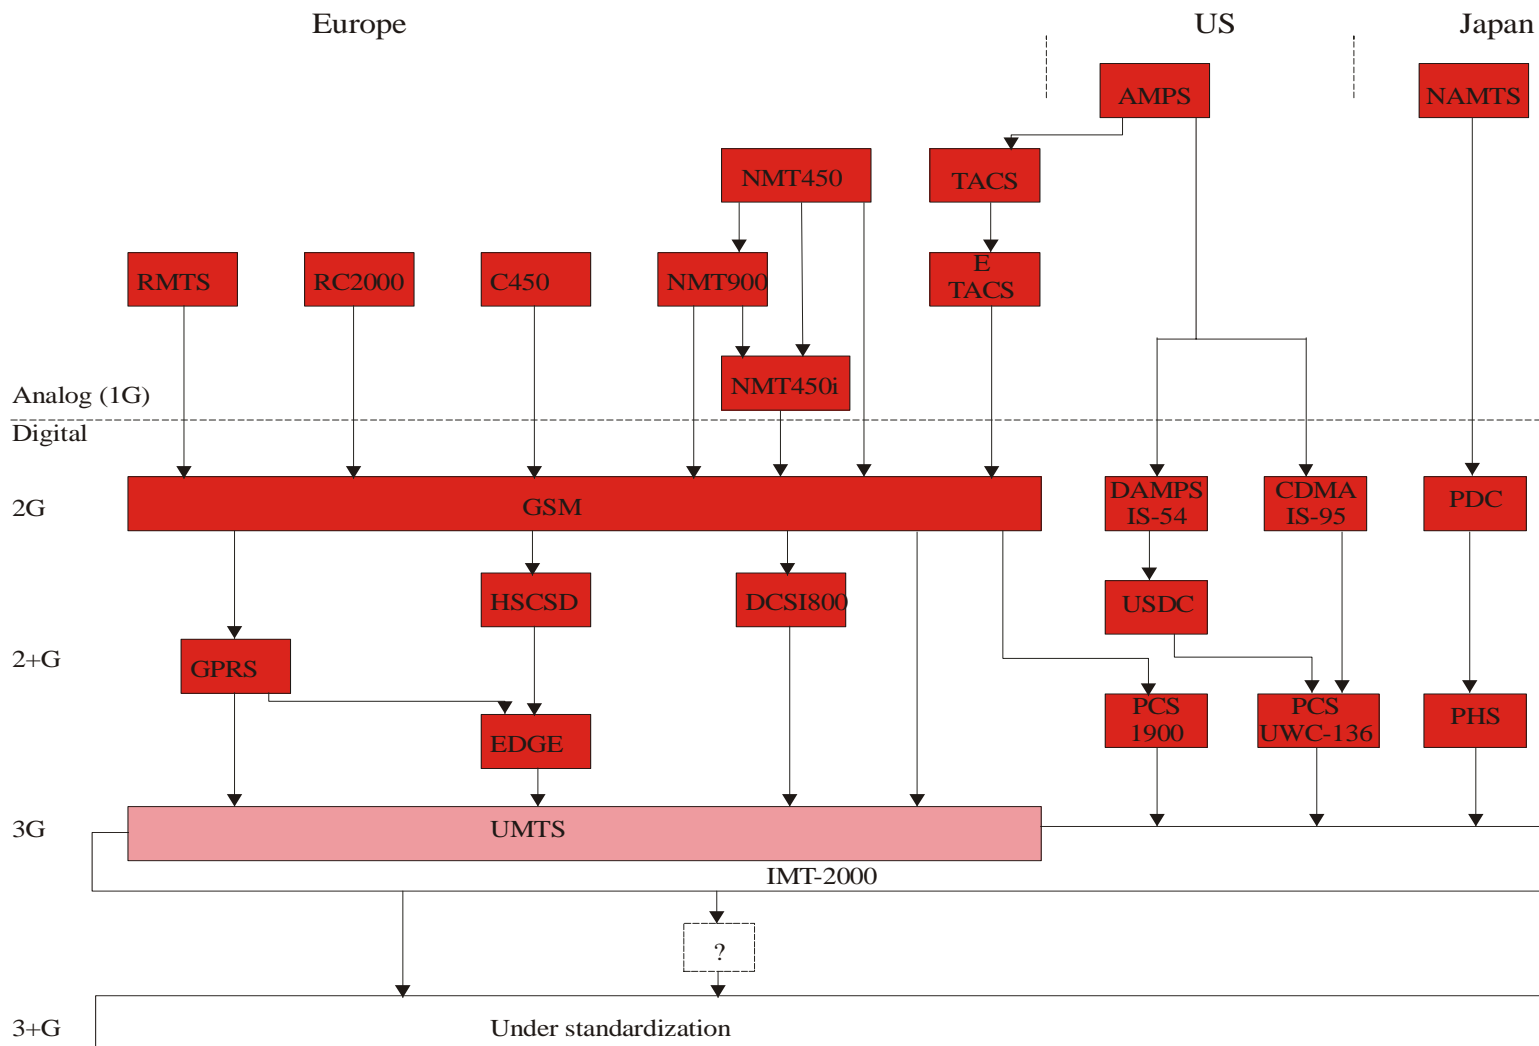 Europe
US
Japan
AMPS
NAMTS
NMT450
TACS
RMTS
RC2000
C450
NMT900
E
TACS
NMT450i
Analog (1G)
Digital
2G
GSM
DAMPS
IS-54
CDMA
IS-95
PDC
HSCSD
DCSI800
USDC
2+G
GPRS
EDGE
PCS
1900
PCS
UWC-136
PHS
3G
UMTS
IMT-2000
?
3+G
Under standardization